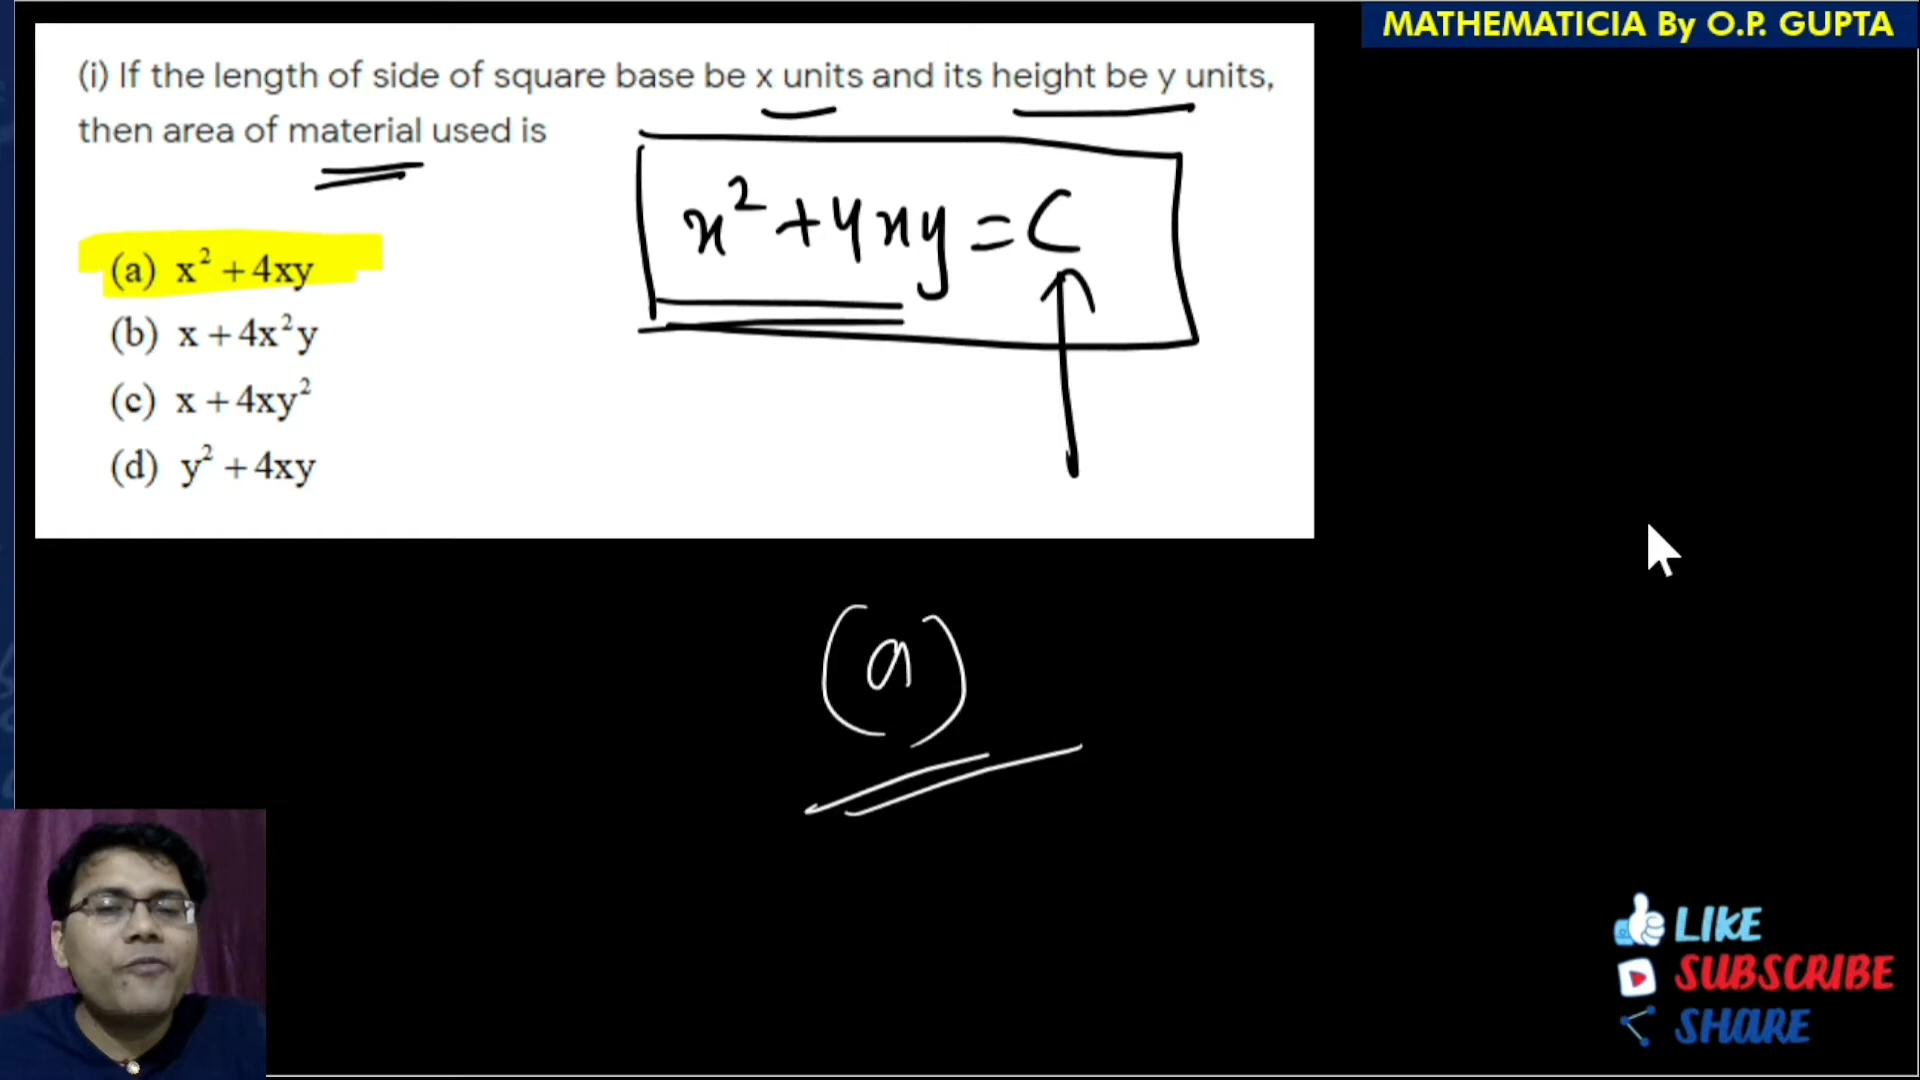 MATHEMATICIA By O.P. GUPTA
(i) If the length of side of square base be x units and its height be y units,
then area of material used is
x² + 4xy = C
(a) x² + 4xy
(b) x + 4x²y
(c) x + 4xy²
(d) y² + 4xy
(a)
LIKE
SUBSCRIBE
SHARE